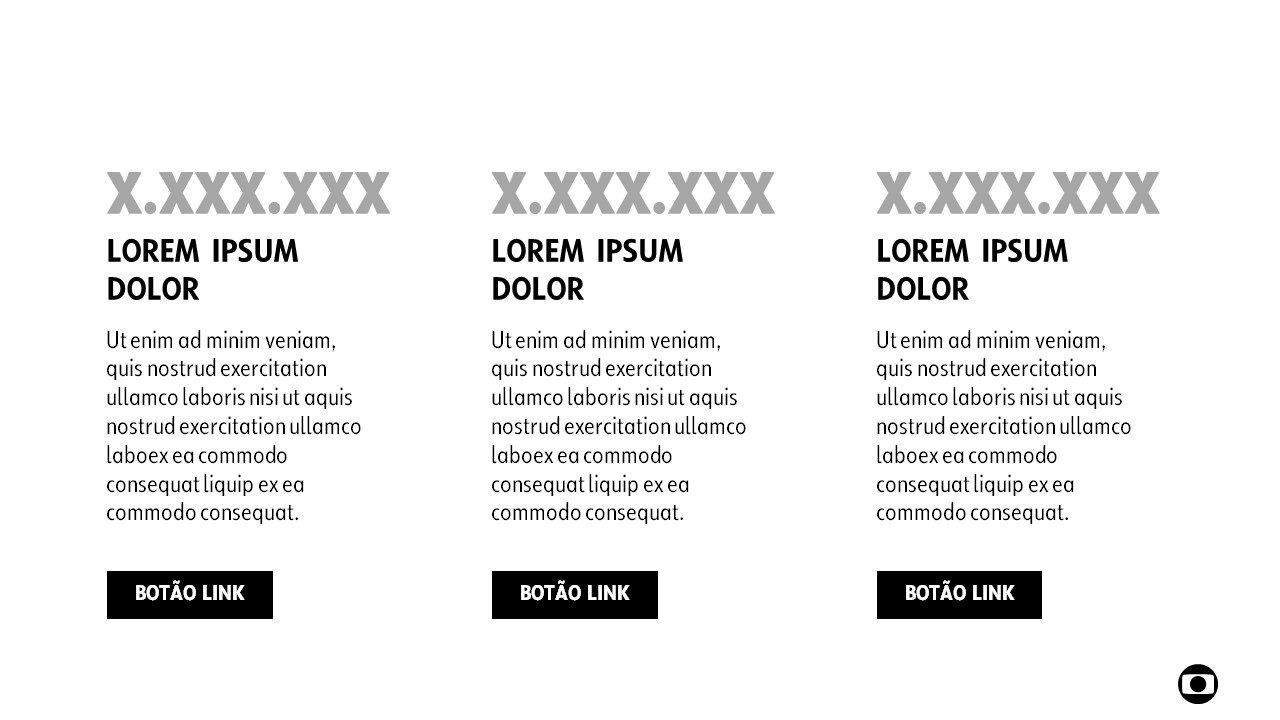 X.XXX.XXX
LOREM IPSUM
DOLOR
Ut enim ad minim veniam,
quis nostrud exercitation
ullamco laboris nisi ut aquis
nostrud exercitation ullamco
laboex ea commodo
consequat liquip ex ea
commodo consequat.
BOTÃO LINK
X.XXX.XXX
LOREM IPSUM
DOLOR
Ut enim ad minim veniam,
quis nostrud exercitation
ullamco laboris nisi ut aquis
nostrud exercitation ullamco
laboex ea commodo
consequat liquip ex ea
commodo consequat.
BOTÃO LINK
X.XXX.XXX
LOREM IPSUM
DOLOR
Ut enim ad minim veniam,
quis nostrud exercitation
ullamco laboris nisi ut aquis
nostrud exercitation ullamco
laboex ea commodo
consequat liquip ex ea
commodo consequat.
BOTÃO LINK